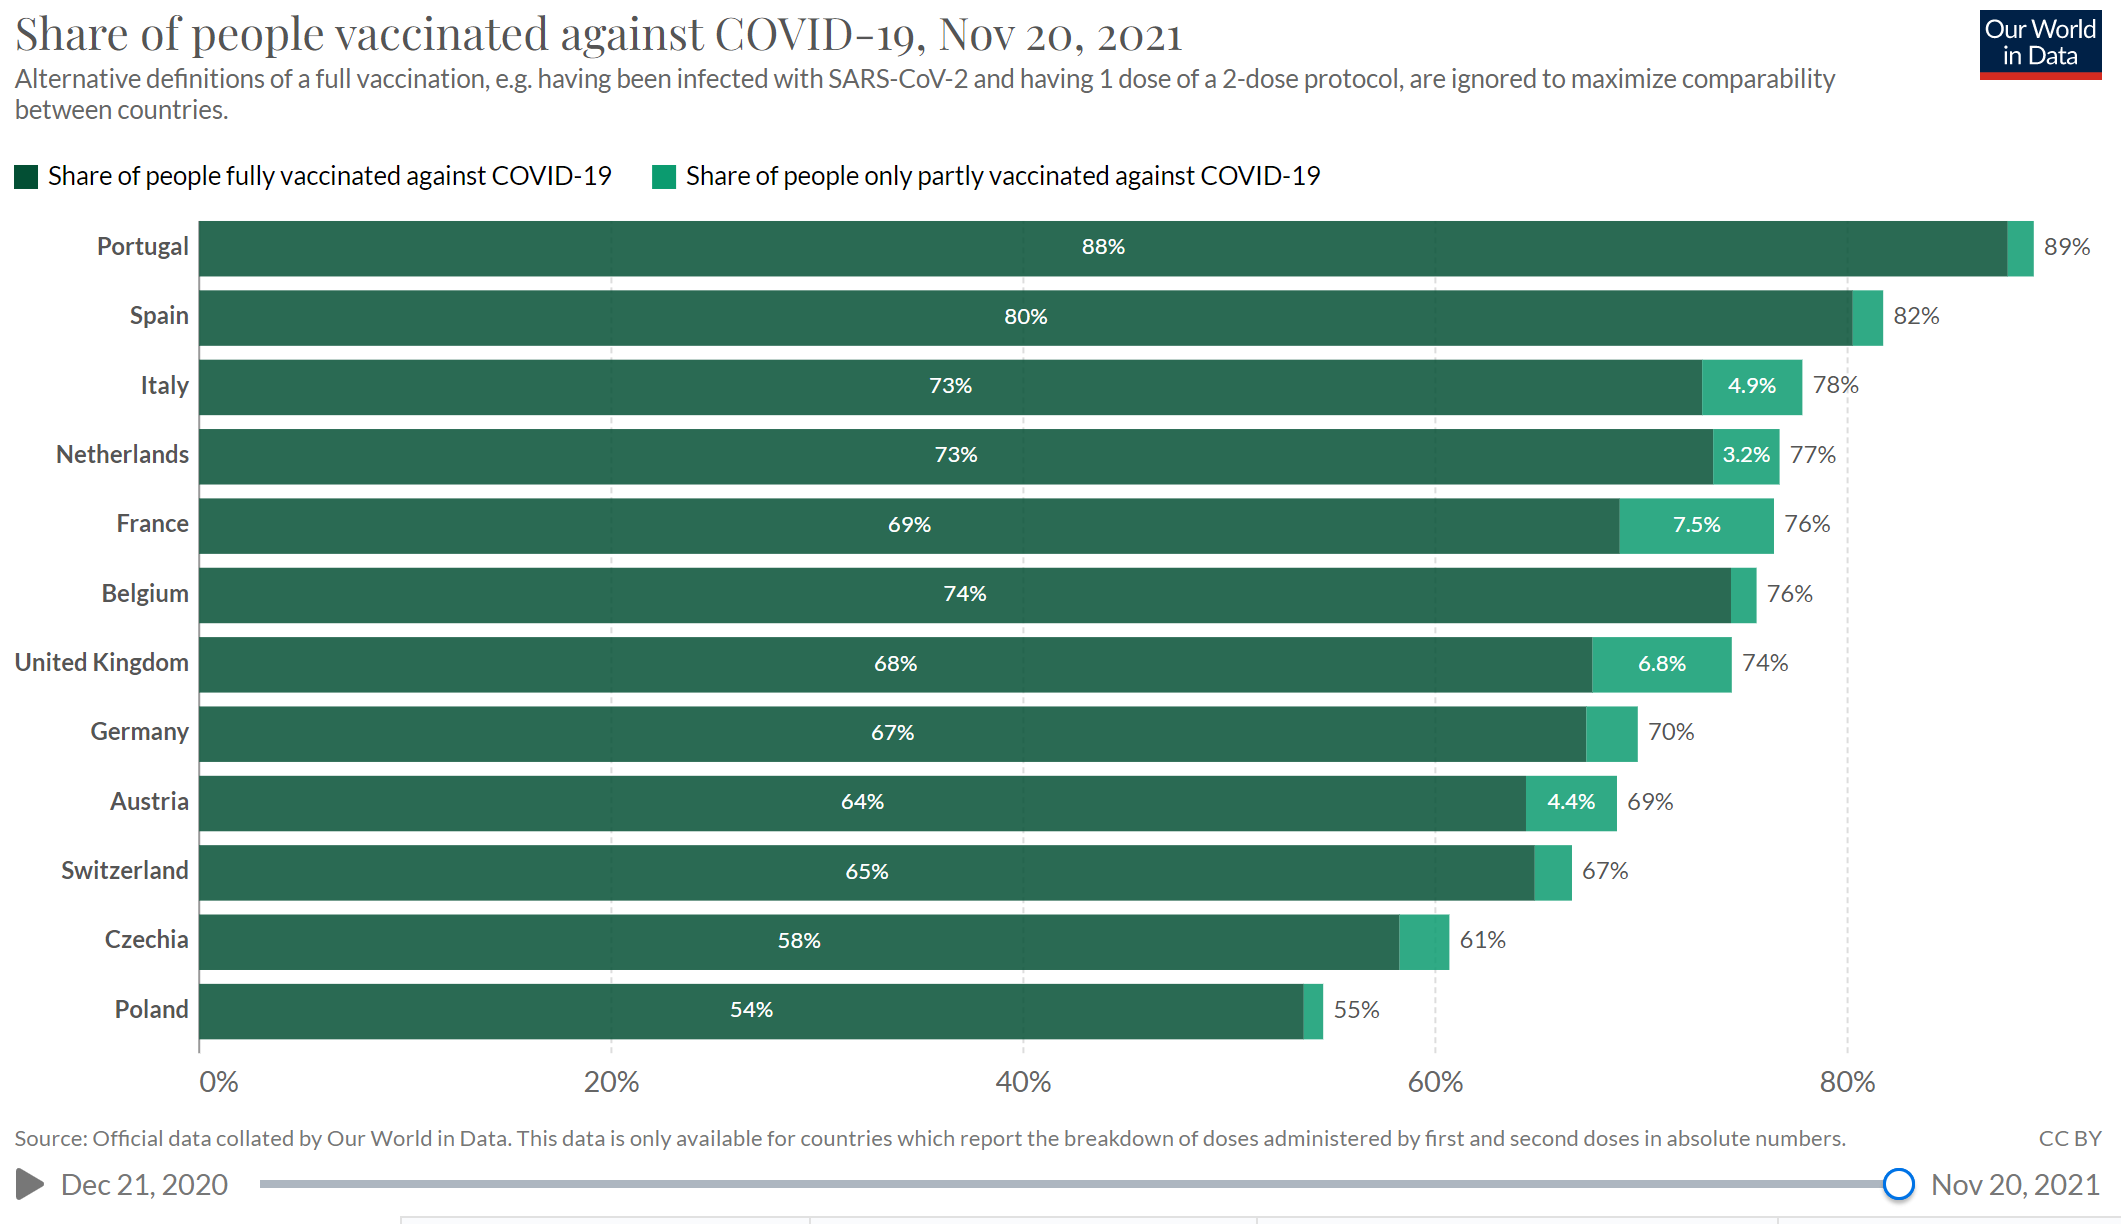 Share of people vaccinated against COVID-19, Nov 20, 2021
Our World
in Data
Alternative definitions of a full vaccination, e.g. having been infected with SARS-CoV-2 and having 1 dose of a 2-dose protocol, are ignored to maximize comparability
between countries.
Share of people fully vaccinated against COVID-19 Share of people only partly vaccinated against COVID-19
Portugal 88% 89%
Spain 80% 82%
Italy 73% 4.9% 78%
Netherlands 73% 3.2% 77%
France 69% 7.5% 76%
Belgium 74% 76%
United Kingdom 68% 6.8% 74%
Germany 67% 70%
Austria 64% 4.4% 69%
Switzerland 65% 67%
Czechia 58% 61%
Poland 54% 55%
0% 20% 40% 60% 80%
Source: Official data collated by Our World in Data. This data is only available for countries which report the breakdown of doses administered by first and second doses in absolute numbers. CC BY
Dec 21, 2020 Nov 20, 2021